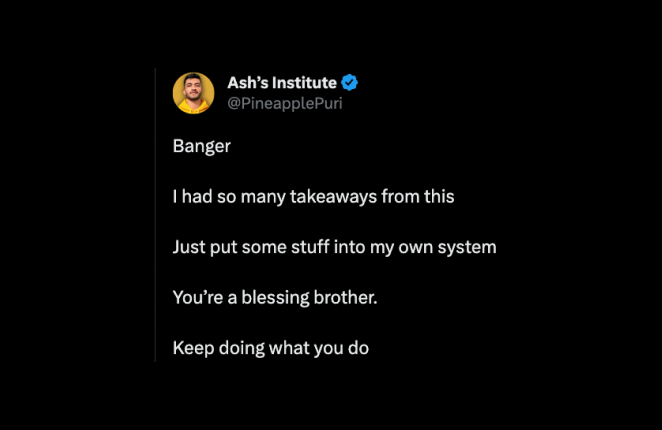 Ash’s Institute
@PineapplePuri
Banger
I had so many takeaways from this
Just put some stuff into my own system
You’re a blessing brother.
Keep doing what you do